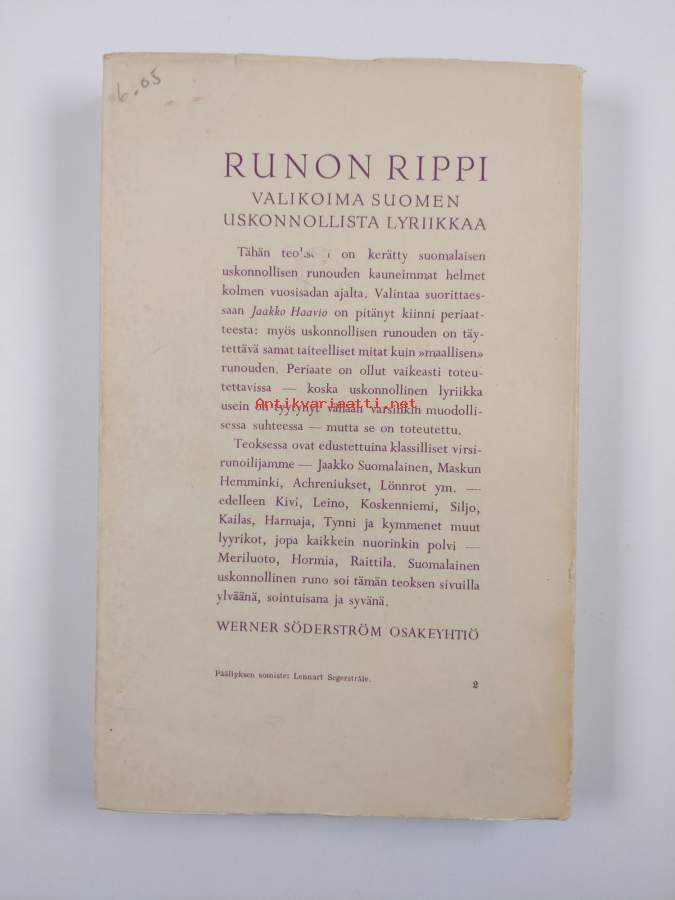 6.05
RUNON RIPPI
VALIKOIMA SUOMEN
USKONNOLLISTA LYRIIKKAA
Tähän on kerätty suomalaisen
uskonnollisen runouden kauneimmat helmet
kolmen vuosisadan ajalta. Valintaa suorittaes-
saan Jaakko Haavio on pitänyt kiinni periaat-
teesta: myös uskonnollisen runouden on täy-
tettävä samat taiteelliset mitat kuin »maallisen»
runouden. Periaate on ollut vaikeasti toteu-
tettavissa — koska uskonnollinen lyriikka
Antikvariaatti.net
usein on tyytynyt vähään varsinkin muodolli-
sessa suhteessa — mutta se on toteutettu.
Teoksessa ovat edustettuina klassilliset virsi-
runoilijamme — Jaakko Suomalainen, Maskun
Hemminki, Achreniukset, Lönnrot ym. —
edelleen Kivi, Leino, Koskenniemi, Siljo,
Kailas, Harmaja, Tynni ja kymmenet muut
lyyrikot, jopa kaikkein nuorinkin polvi —
Meriluoto, Hormia, Raittila. Suomalainen
uskonnollinen runo soi tämän teoksen sivuilla
ylväänä, sointuisana ja syvänä.
WERNER SÖDERSTRÖM OSAKEYHTIÖ
Päällyksen somiste: Lennart Segerstråle.
2